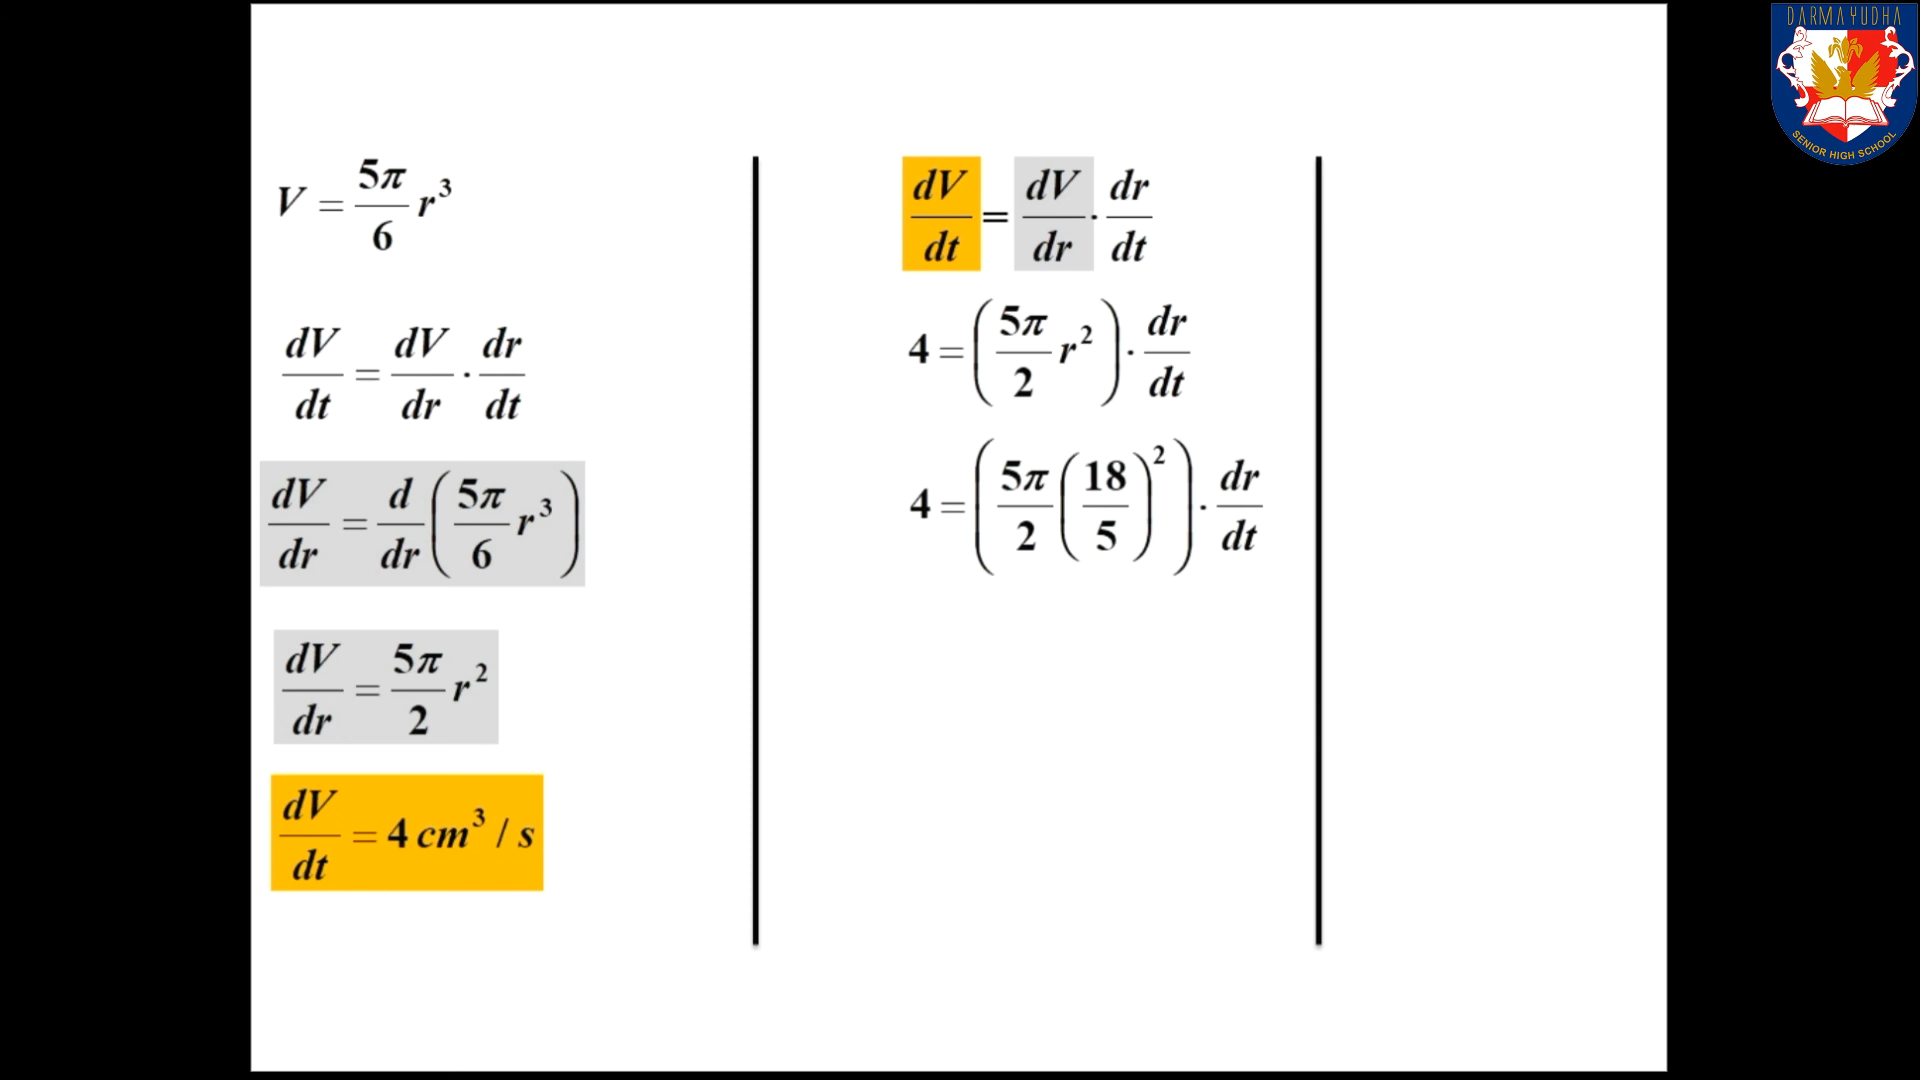 V = 5π/6 r³
dV/dt = dV/dr · dr/dt
dV/dr = d/dr (5π/6 r³)
dV/dr = 5π/2 r²
dV/dt = 4 cm³ / s
dV/dt = dV/dr · dr/dt
4 = (5π/2 r²) · dr/dt
4 = (5π/2 (18/5)²) · dr/dt
DARMA YUDHA
SENIOR HIGH SCHOOL